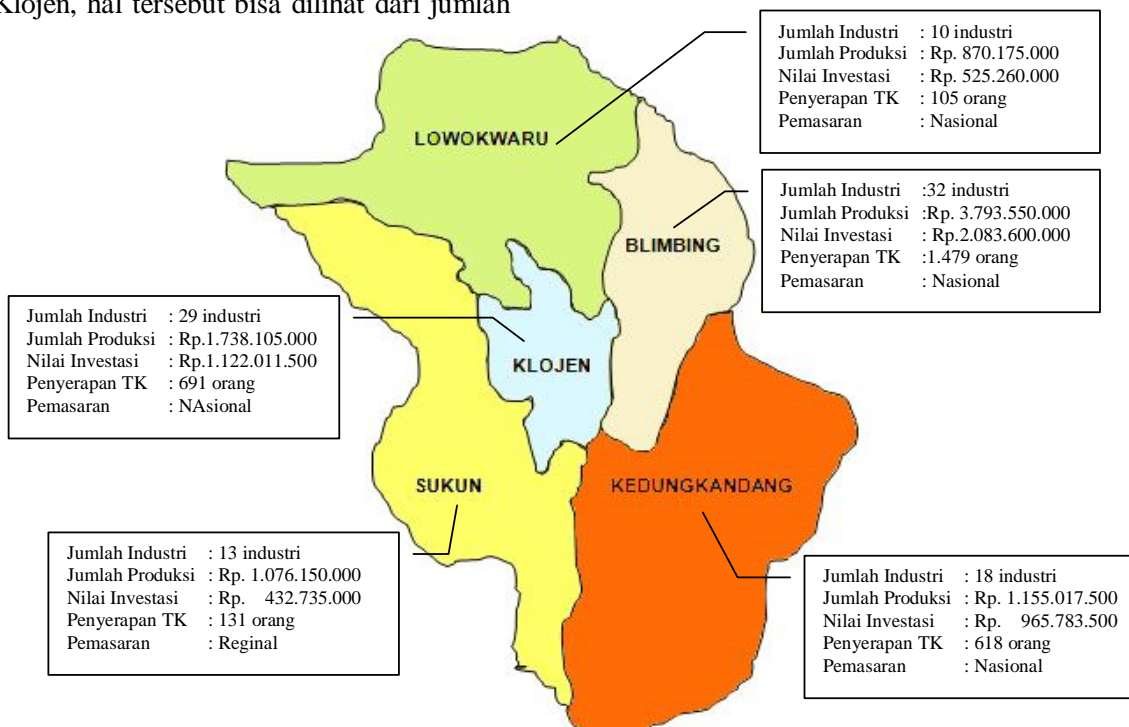 Klojen, hal tersebut bisa dilihat dari jumlah
Jumlah Industri : 10 industri
Jumlah Produksi : Rp. 870.175.000
Nilai Investasi : Rp. 525.260.000
Penyerapan TK : 105 orang
Pemasaran : Nasional
LOWOKWARU
Jumlah Industri :32 industri
Jumlah Produksi :Rp. 3.793.550.000
Nilai Investasi : Rp.2.083.600.000
Penyerapan TK :1.479 orang
Pemasaran : Nasional
BLIMBING
Jumlah Industri : 29 industri
Jumlah Produksi : Rp.1.738.105.000
Nilai Investasi : Rp.1.122.011.500
Penyerapan TK : 691 orang
Pemasaran : NAsional
KLOJEN
SUKUN
KEDUNGKANDANG
Jumlah Industri : 13 industri
Jumlah Produksi : Rp. 1.076.150.000
Nilai Investasi : Rp. 432.735.000
Penyerapan TK : 131 orang
Pemasaran : Reginal
Jumlah Industri : 18 industri
Jumlah Produksi : Rp. 1.155.017.500
Nilai Investasi : Rp. 965.783.500
Penyerapan TK : 618 orang
Pemasaran : Nasional